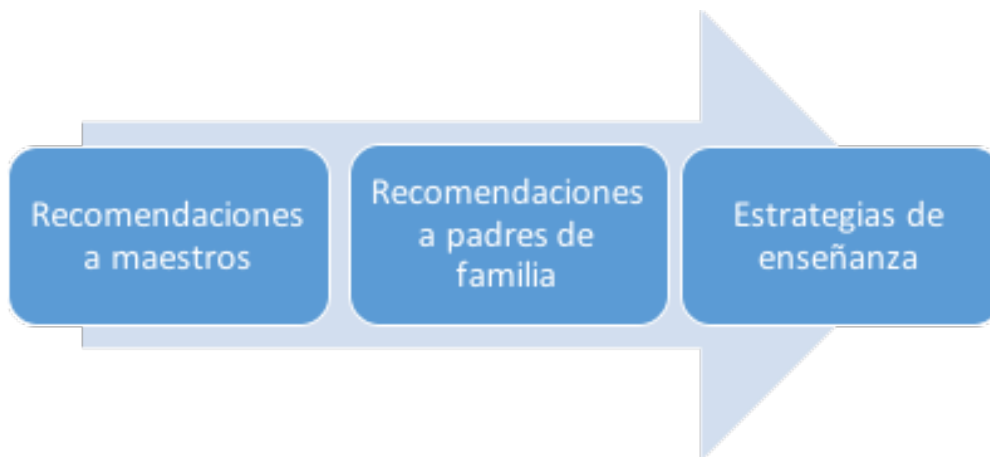 Recomendaciones
a maestros
Recomendaciones
a padres de
familia
Estrategias de
enseñanza